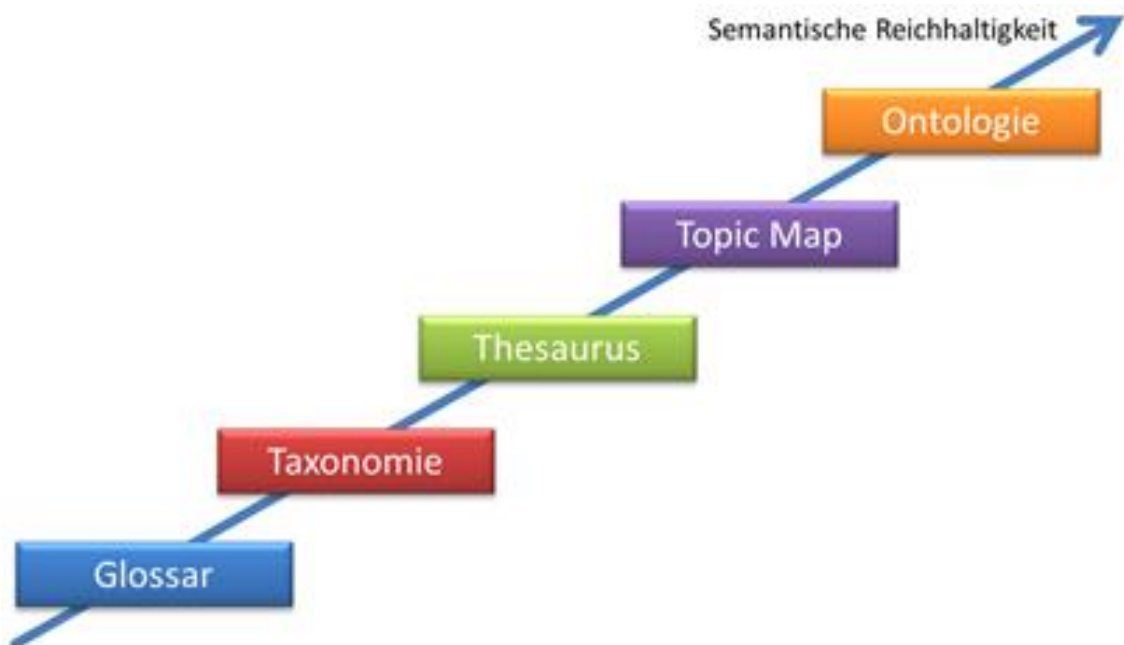 Semantische Reichhaltigkeit
Ontologie
Topic Map
Thesaurus
Taxonomie
Glossar